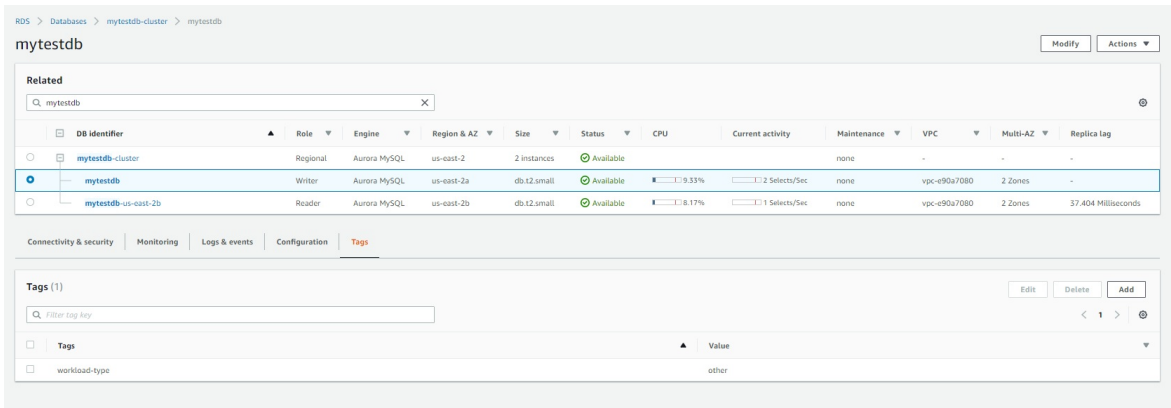 RDS > Databases > mytestdb-cluster > mytestdb
mytestdb
Modify Actions
Related
mytestdb
DB identifier Role Engine Region & AZ Size Status CPU Current activity Maintenance VPC Multi-AZ Replica lag
mytestdb-cluster Regional Aurora MySQL us-east-2 2 instances Available none - - -
mytestdb Writer Aurora MySQL us-east-2a db.t2.small Available 9.33% 2 Selects/Sec none vpc-e90a7080 2 Zones -
mytestdb-us-east-2b Reader Aurora MySQL us-east-2b db.t2.small Available 8.17% 1 Selects/Sec none vpc-e90a7080 2 Zones 37.404 Milliseconds
Connectivity & security Monitoring Logs & events Configuration Tags
Tags (1)
Edit Delete Add
Filter tag key
< 1 >
Tags Value
workload-type other